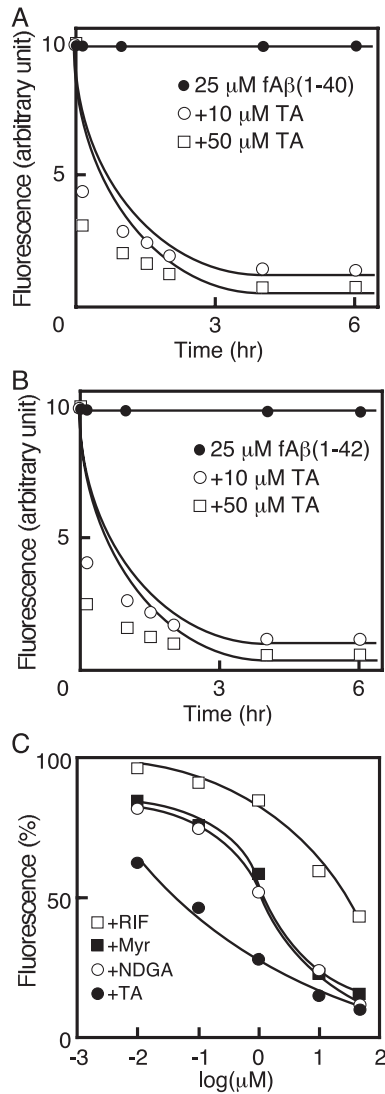 A
Fluorescence (arbitrary unit)
10
5
0
3
6
Time (hr)
● 25 μM fAβ(1-40)
○ +10 μM TA
□ +50 μM TA
B
Fluorescence (arbitrary unit)
10
5
0
3
6
Time (hr)
● 25 μM fAβ(1-42)
○ +10 μM TA
□ +50 μM TA
C
Fluorescence (%)
100
50
0
□ +RIF
■ +Myr
○ +NDGA
● +TA
-3 -2 -1 0 1 2
log(μM)